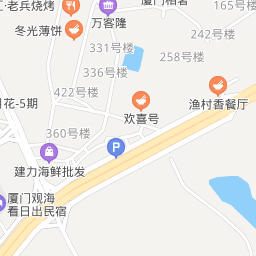 工·老兵烧烤
冬光薄饼
万客隆
165号楼
331号楼
242号楼
336号楼
258号楼
422号楼
渔村香餐厅
花-5期
欢喜号
360号楼
P
建力海鲜批发
厦门观海
看日出民宿